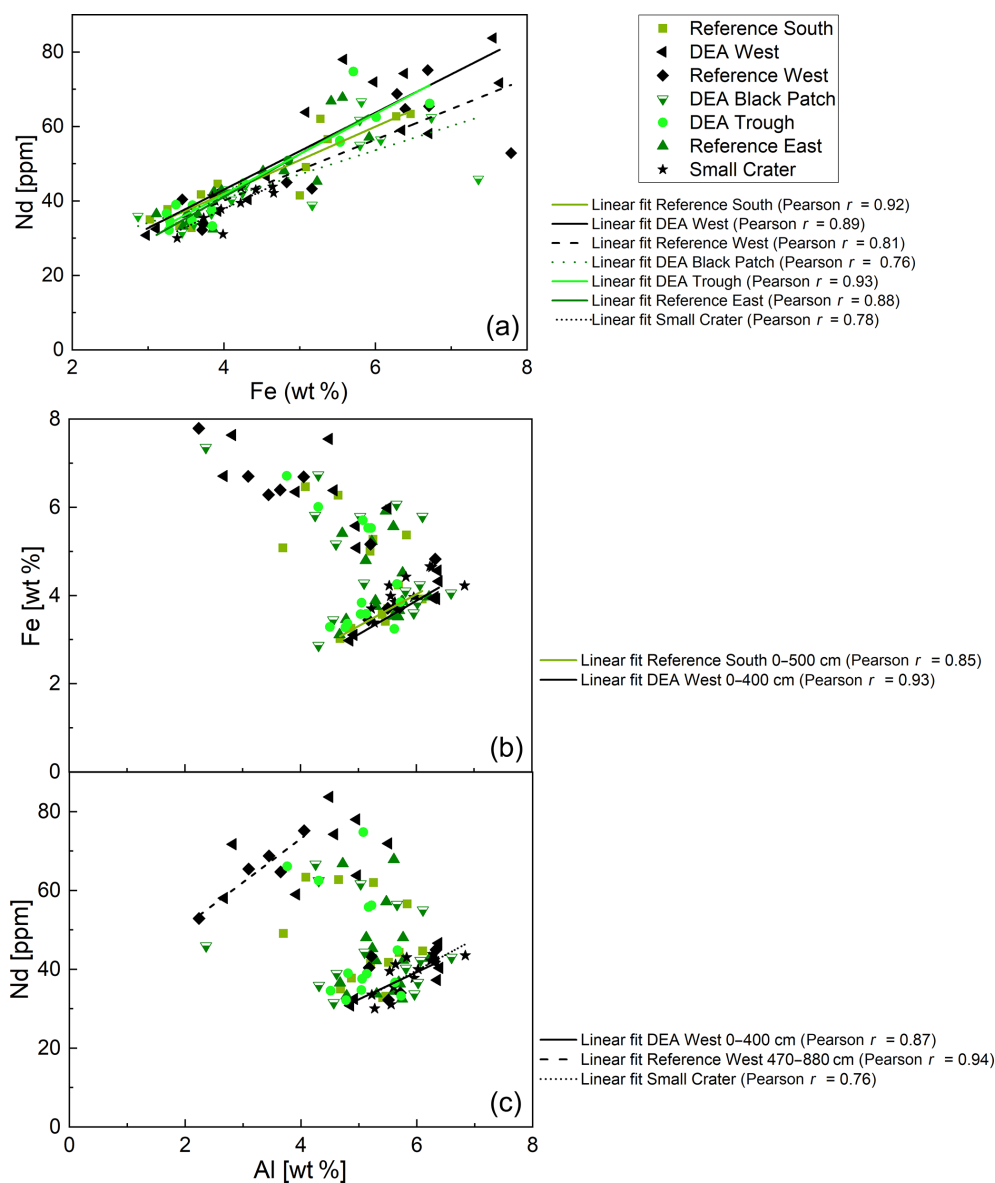 80
60
40
20
0
Nd [ppm]
2
4
6
8
Fe (wt %)
(a)
Reference South
DEA West
Reference West
DEA Black Patch
DEA Trough
Reference East
Small Crater
Linear fit Reference South (Pearson r = 0.92)
Linear fit DEA West (Pearson r = 0.89)
Linear fit Reference West (Pearson r = 0.81)
Linear fit DEA Black Patch (Pearson r = 0.76)
Linear fit DEA Trough (Pearson r = 0.93)
Linear fit Reference East (Pearson r = 0.88)
Linear fit Small Crater (Pearson r = 0.78)
8
6
4
2
0
Fe [wt %]
(b)
Linear fit Reference South 0–500 cm (Pearson r = 0.85)
Linear fit DEA West 0–400 cm (Pearson r = 0.93)
80
60
40
20
0
Nd [ppm]
0
2
4
6
8
Al [wt %]
(c)
Linear fit DEA West 0–400 cm (Pearson r = 0.87)
Linear fit Reference West 470–880 cm (Pearson r = 0.94)
Linear fit Small Crater (Pearson r = 0.76)